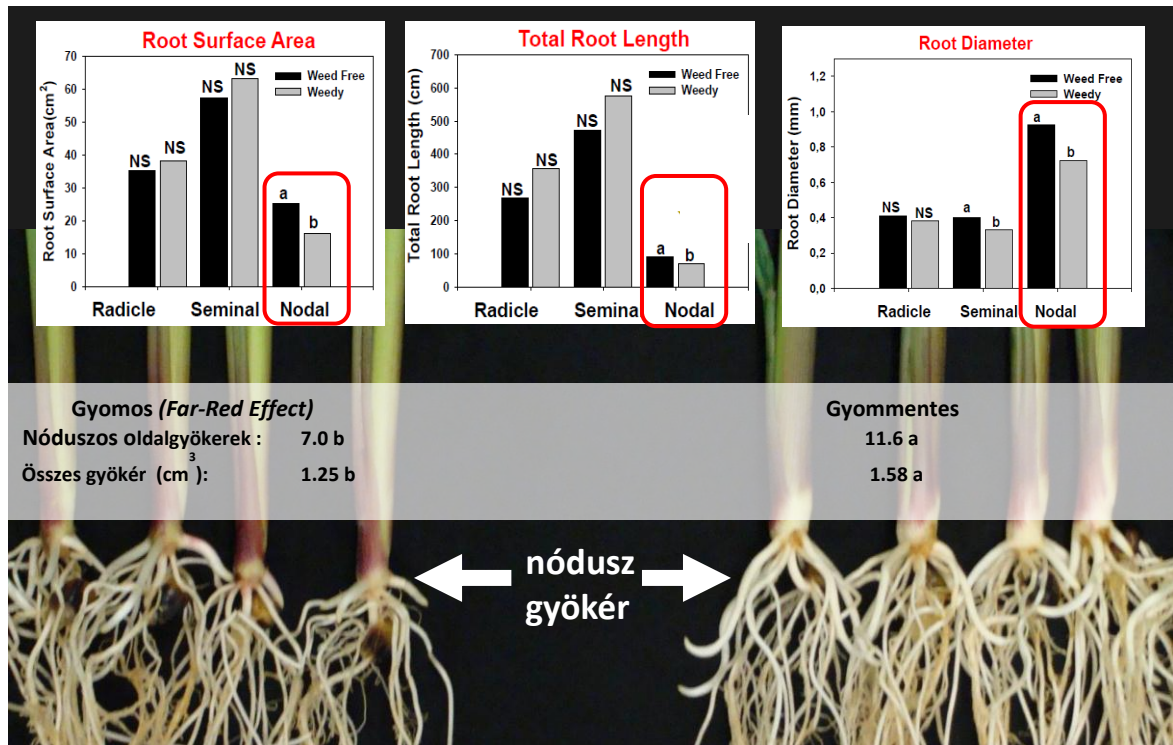 Root Surface Area
Root Surface Area(cm²)
70
60
50
40
30
20
10
0
Weed Free
Weedy
NS NS
NS NS
a b
Radicle Seminal Nodal
Total Root Length
Total Root Length (cm)
700
600
500
400
300
200
100
0
Weed Free
Weedy
NS NS
NS NS
a b
Radicle Seminal Nodal
Root Diameter
Root Diameter (mm)
1,2
1,0
0,8
0,6
0,4
0,2
0,0
Weed Free
Weedy
NS NS
a b
a b
Radicle Seminal Nodal
Gyomos (Far-Red Effect) Gyommentes
Nóduszos oldalgyökerek : 7.0 b 11.6 a
Összes gyökér (cm³): 1.25 b 1.58 a
nódusz
gyökér